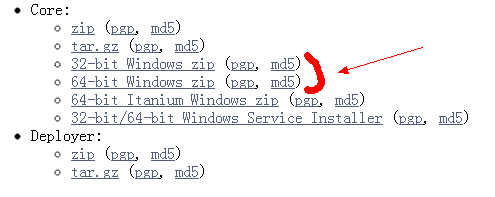 Core:
zip (pgp, md5)
tar.gz (pgp, md5)
32-bit Windows zip (pgp, md5)
64-bit Windows zip (pgp, md5)
64-bit Itanium Windows zip (pgp, md5)
32-bit/64-bit Windows Service Installer (pgp, md5)
Deployer:
zip (pgp, md5)
tar.gz (pgp, md5)